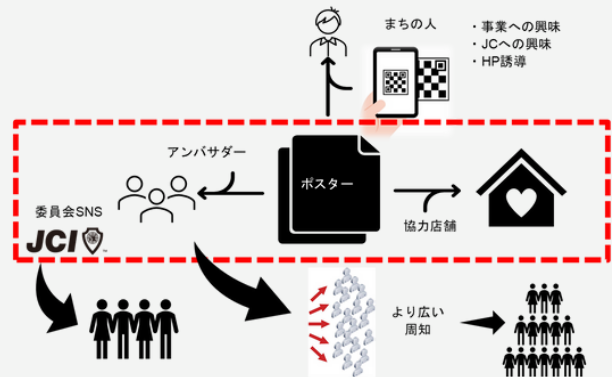 まちの人
・事業への興味
・JCへの興味
・HP誘導
アンバサダー
ポスター
委員会SNS
JCI
協力店舗
より広い
周知